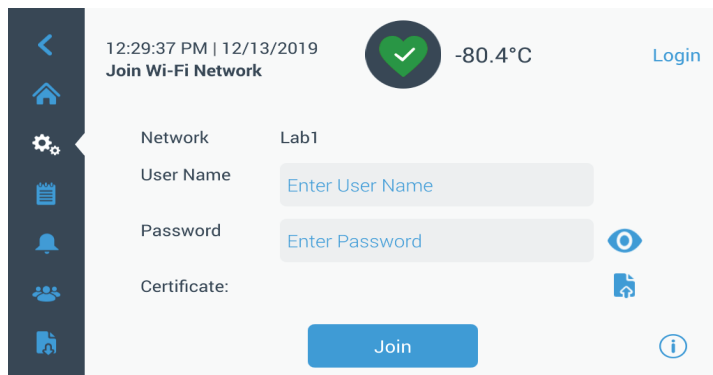 12:29:37 PM | 12/13/2019
Join Wi-Fi Network
-80.4°C
Login
Network Lab1
User Name Enter User Name
Password Enter Password
Certificate:
Join